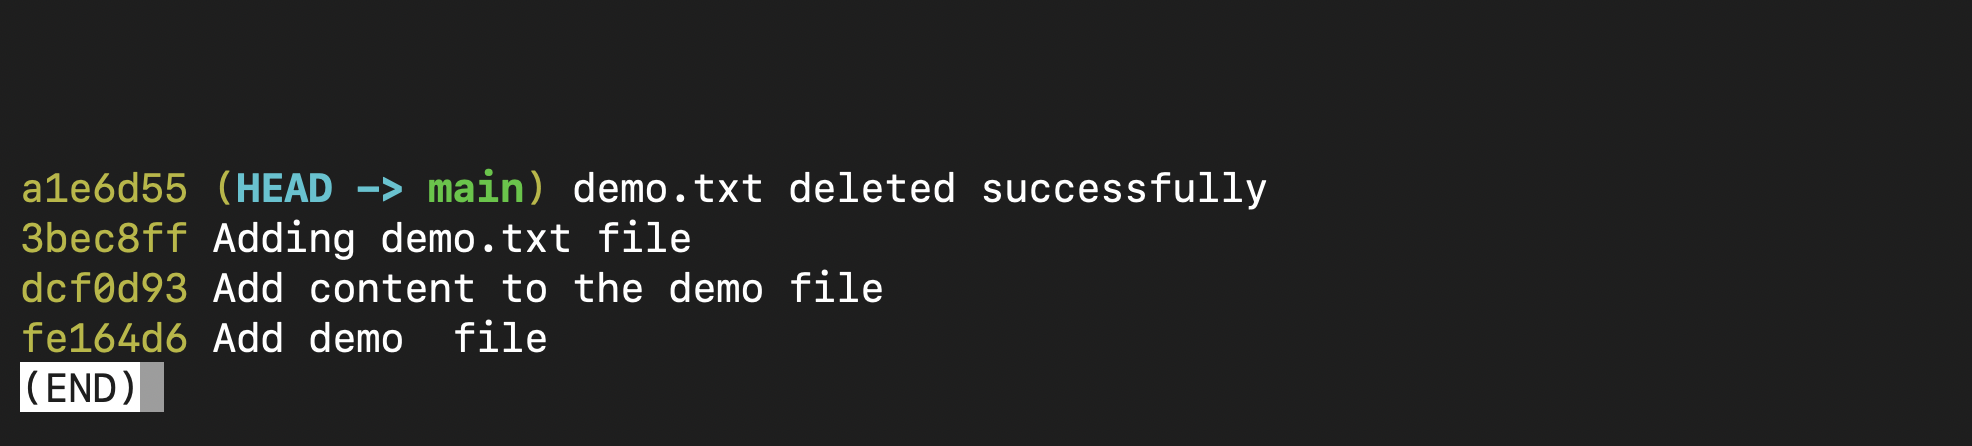 a1e6d55 (HEAD -> main) demo.txt deleted successfully
3bec8ff Adding demo.txt file
dcf0d93 Add content to the demo file
fe164d6 Add demo  file
(END)